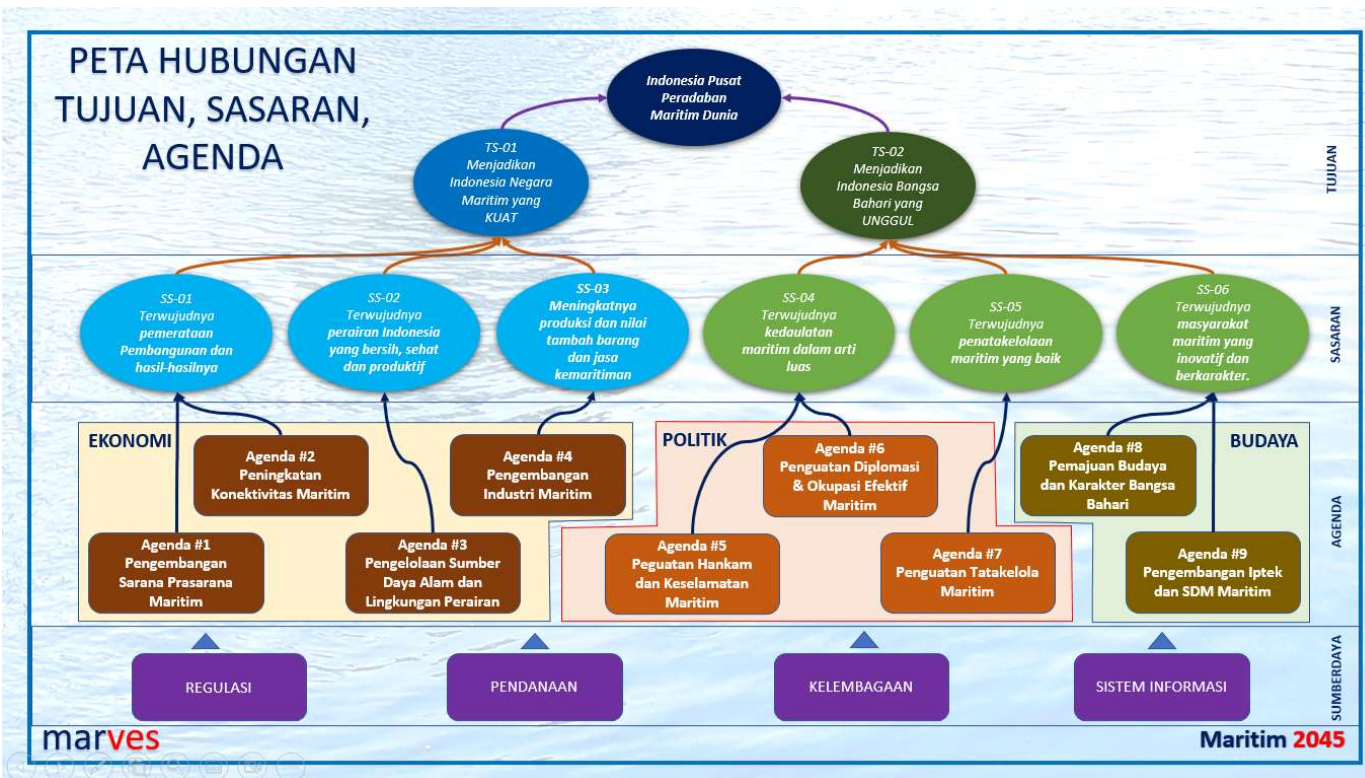 PETA HUBUNGAN
TUJUAN, SASARAN,
AGENDA
Indonesia Pusat
Peradaban
Maritim Dunia
TS-01
Menjadikan
Indonesia Negara
Maritim yang
KUAT
TS-02
Menjadikan
Indonesia Bangsa
Bahari yang
UNGGUL
TUJUAN
SS-01
Terwujudnya
pemerataan
Pembangunan dan
hasil-hasilnya
SS-02
Terwujudnya
perairan Indonesia
yang bersih, sehat
dan produktif
SS-03
Meningkatnya
produksi dan nilai
tambah barang
dan jasa
kemaritiman
SS-04
Terwujudnya
kedaulatan
maritim dalam arti
luas
SS-05
Terwujudnya
penatakelolaan
maritim yang baik
SS-06
Terwujudnya
masyarakat
maritim yang
inovatif dan
berkarakter.
SASARAN
EKONOMI
Agenda #2
Peningkatan
Konektivitas Maritim
Agenda #4
Pengembangan
Industri Maritim
Agenda #1
Pengembangan
Sarana Prasarana
Maritim
Agenda #3
Pengelolaan Sumber
Daya Alam dan
Lingkungan Perairan
POLITIK
Agenda #6
Penguatan Diplomasi
& Okupasi Efektif
Maritim
Agenda #5
Peguatan Hankam
dan Keselamatan
Maritim
Agenda #7
Penguatan Tatakelola
Maritim
BUDAYA
Agenda #8
Pemajuan Budaya
dan Karakter Bangsa
Bahari
Agenda #9
Pengembangan Iptek
dan SDM Maritim
AGENDA
REGULASI
PENDANAAN
KELEMBAGAAN
SISTEM INFORMASI
SUMBERDAYA
marves
Maritim 2045